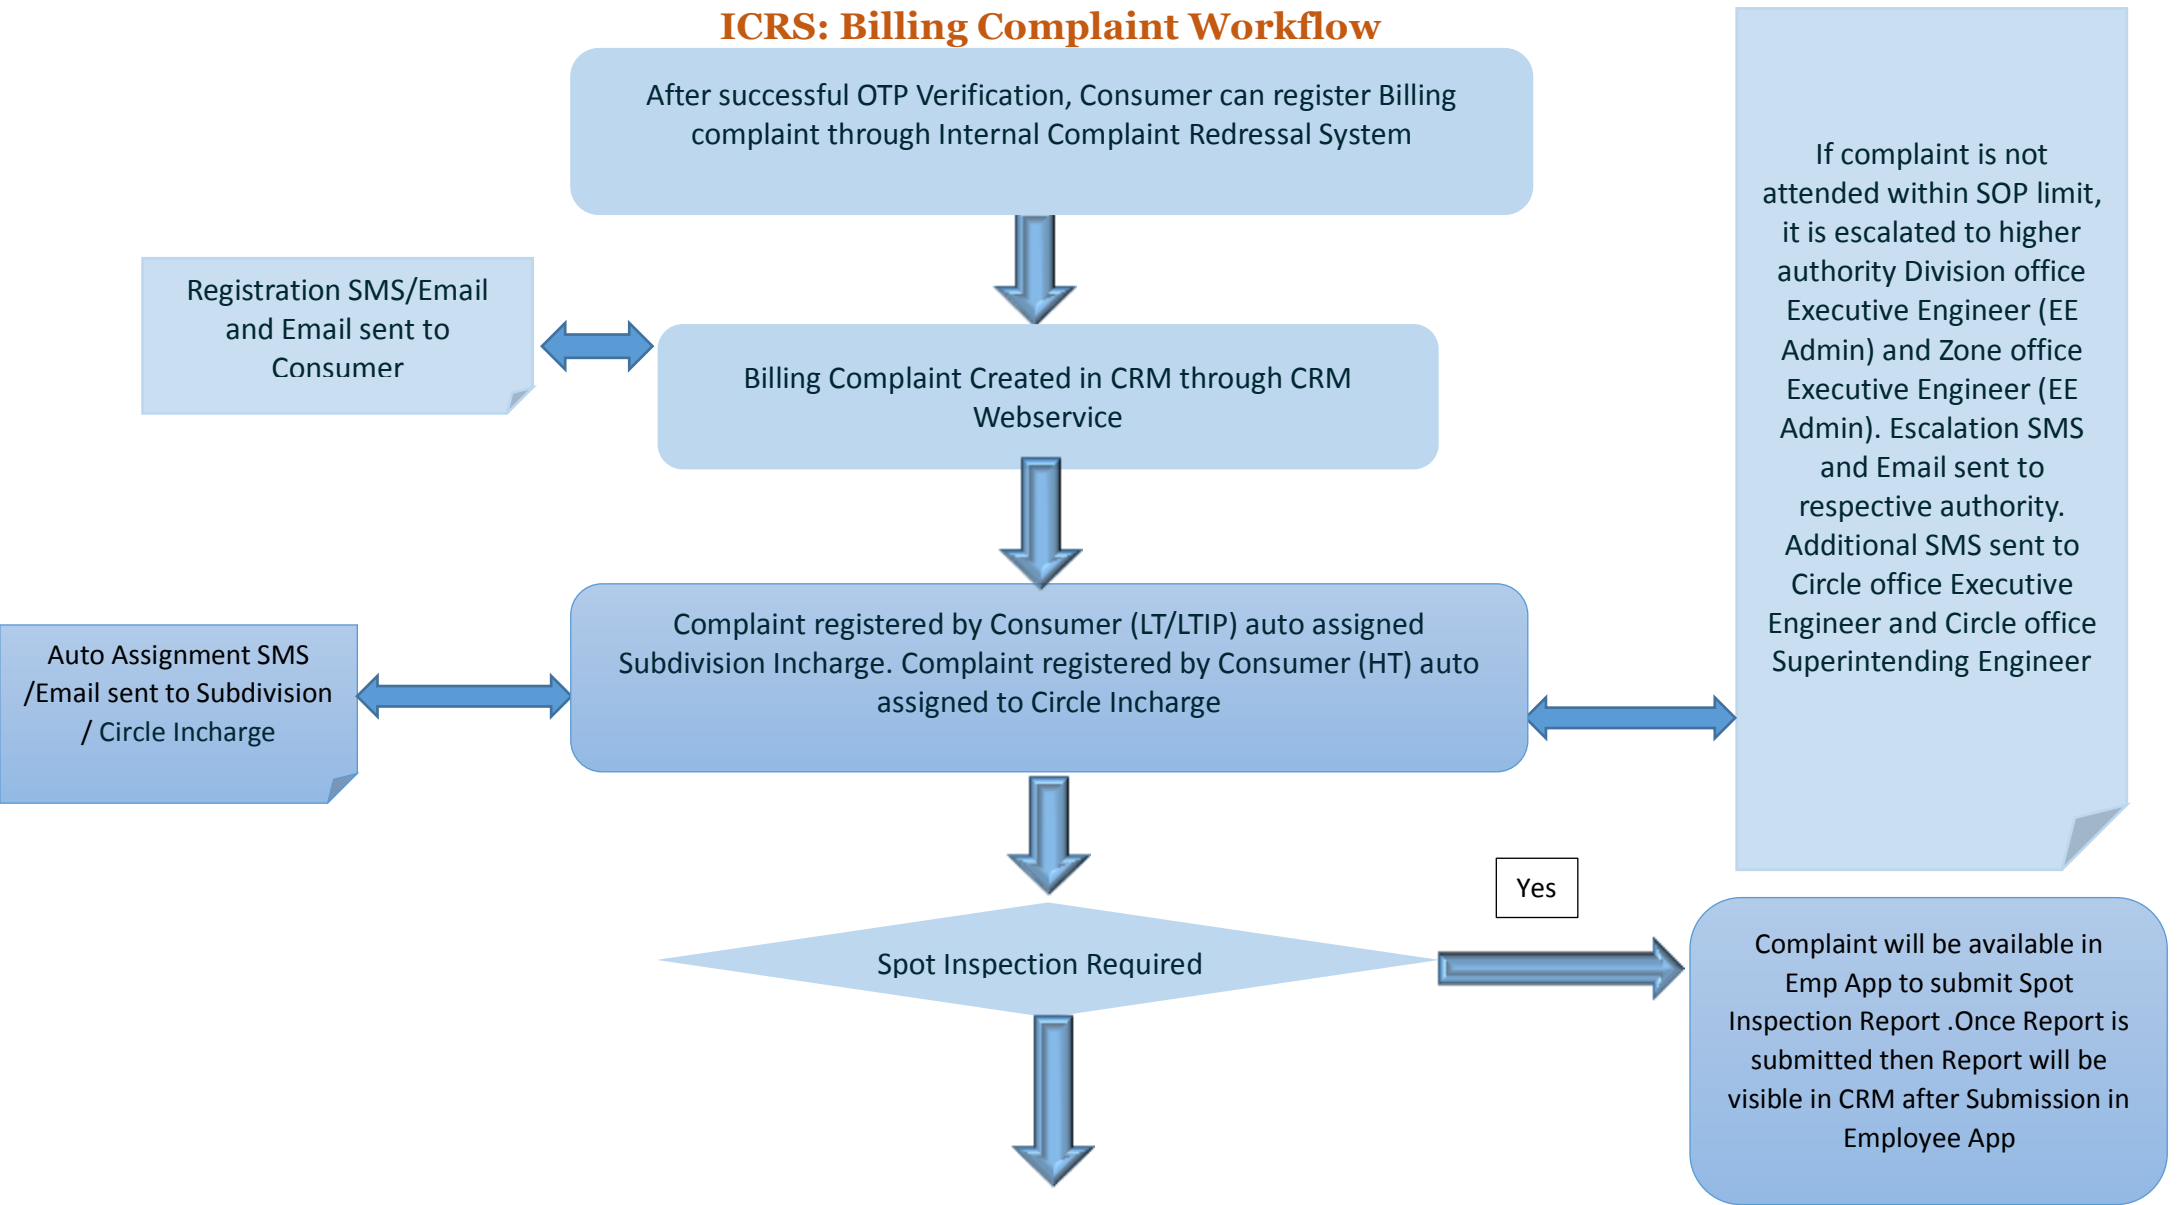 ICRS: Billing Complaint Workflow
After successful OTP Verification, Consumer can register Billing
complaint through Internal Complaint Redressal System
Registration SMS/Email
and Email sent to
Consumer
Billing Complaint Created in CRM through CRM
Webservice
If complaint is not
attended within SOP limit,
it is escalated to higher
authority Division office
Executive Engineer (EE
Admin) and Zone office
Executive Engineer (EE
Admin). Escalation SMS
and Email sent to
respective authority.
Additional SMS sent to
Circle office Executive
Engineer and Circle office
Superintending Engineer
Complaint registered by Consumer (LT/LTIP) auto assigned
Subdivision Incharge. Complaint registered by Consumer (HT) auto
assigned to Circle Incharge
Auto Assignment SMS
/Email sent to Subdivision
/ Circle Incharge
Spot Inspection Required
Yes
Complaint will be available in
Emp App to submit Spot
Inspection Report .Once Report is
submitted then Report will be
visible in CRM after Submission in
Employee App